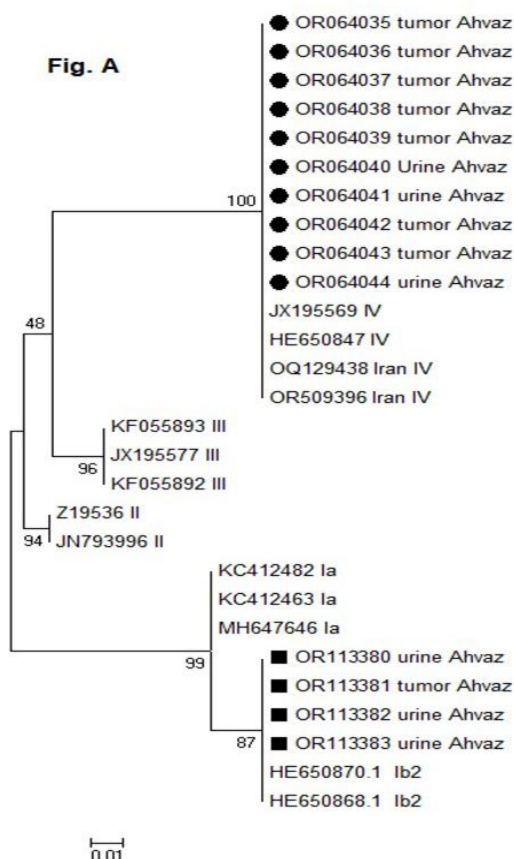 Fig. A
OR064035 tumor Ahvaz
OR064036 tumor Ahvaz
OR064037 tumor Ahvaz
OR064038 tumor Ahvaz
OR064039 tumor Ahvaz
OR064040 Urine Ahvaz
100
OR064041 urine Ahvaz
OR064042 tumor Ahvaz
OR064043 tumor Ahvaz
OR064044 urine Ahvaz
JX195569 IV
48
HE650847 IV
OQ129438 Iran IV
OR509396 Iran IV
KF055893 III
JX195577 III
96
KF055892 III
Z19536 II
94
JN793996 II
KC412482 Ia
KC412463 Ia
MH647646 Ia
99
OR113380 urine Ahvaz
OR113381 tumor Ahvaz
OR113382 urine Ahvaz
87
OR113383 urine Ahvaz
HE650870.1 Ib2
HE650868.1 Ib2
0.01